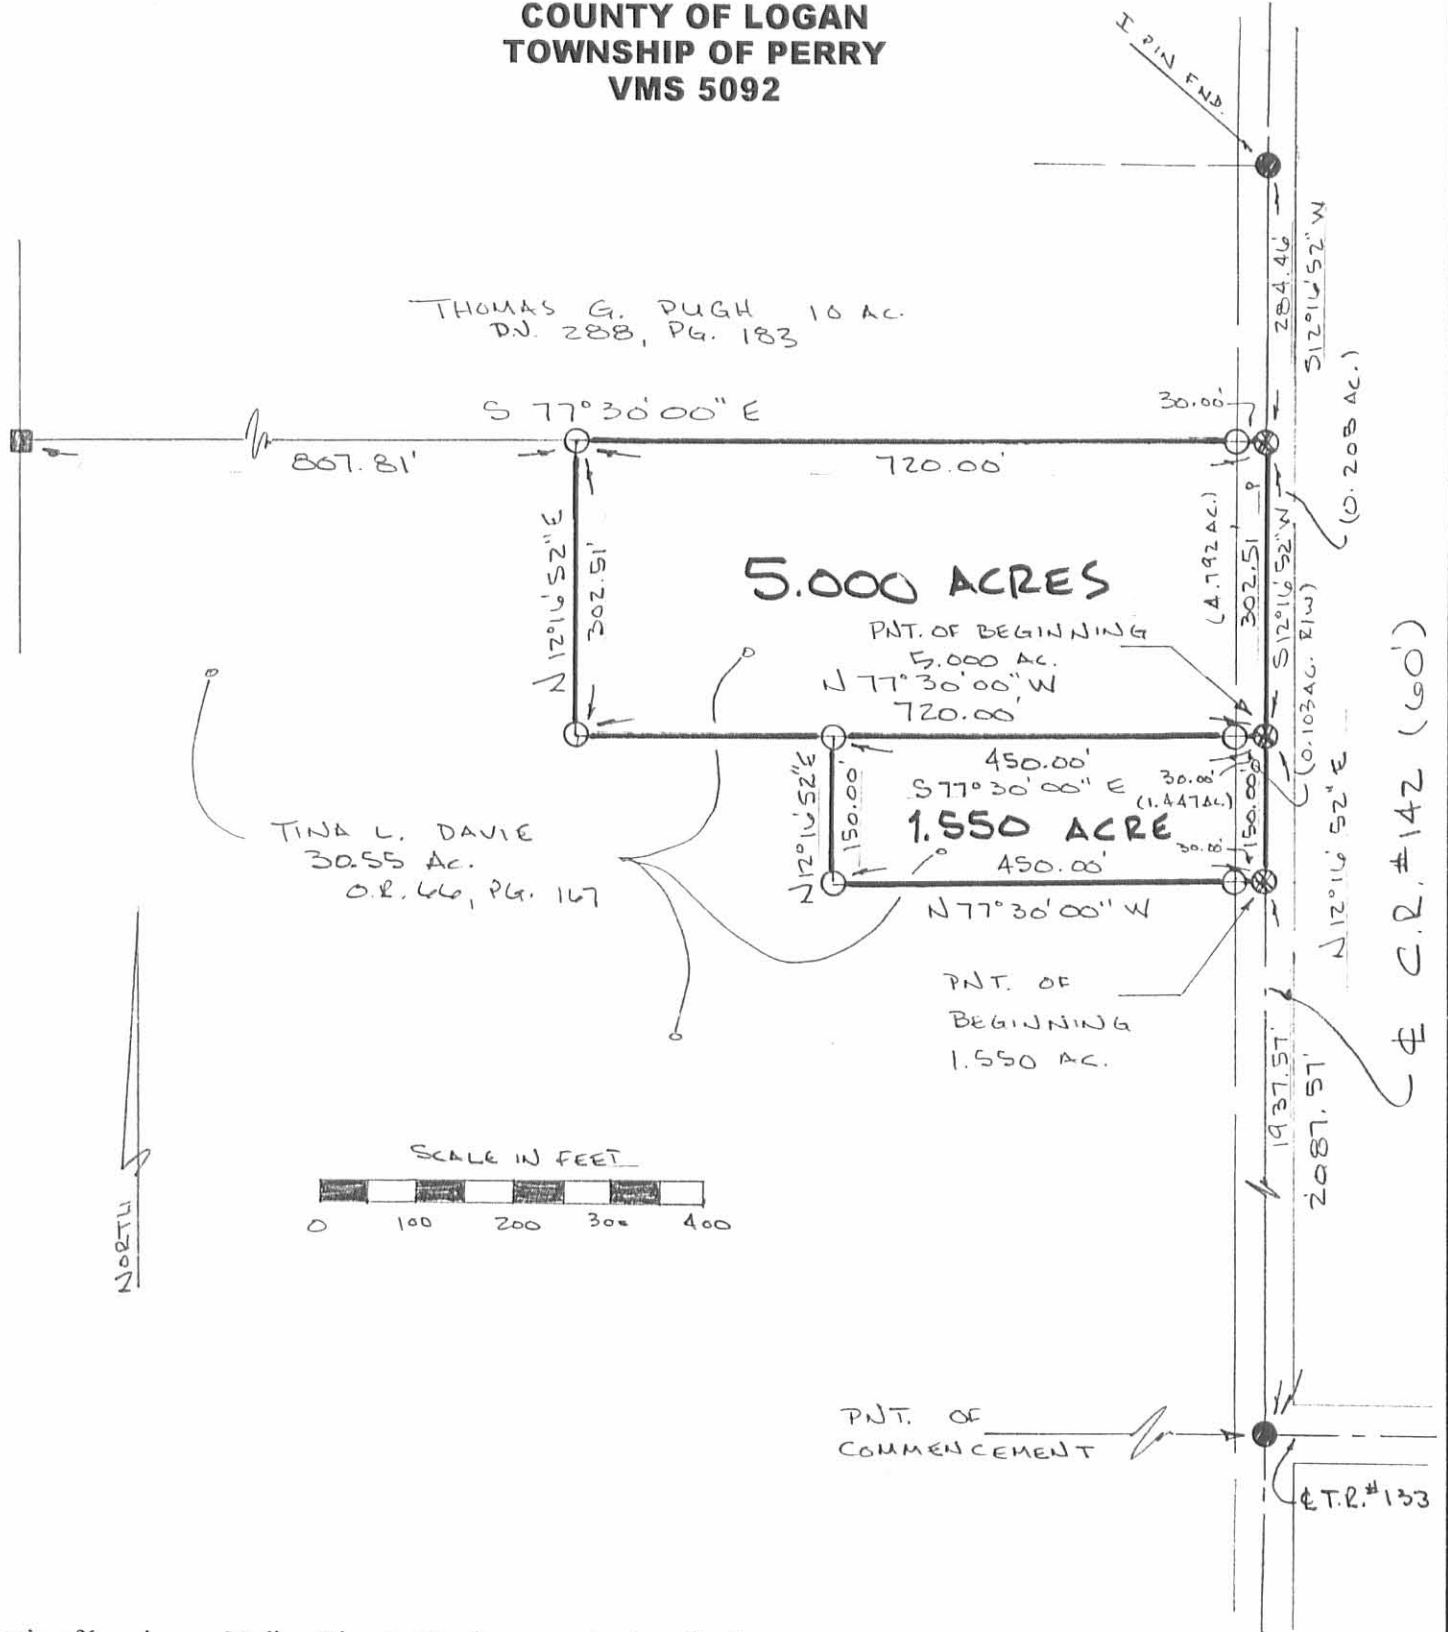 COUNTY OF LOGAN
TOWNSHIP OF PERRY
VMS 5092
I PIN FND.
284.46'
S12°16'52"W
THOMAS G. PUGH 10 AC.
D.V. 288, PG. 183
(0.208 AC.)
S 77°30'00" E
30.00'
807.81'
720.00'
N12°16'52"E
302.51'
(4.792 AC.)
302.51'
S12°16'52"W
5.000 ACRES
(0.103AC. R/W)
PNT. OF BEGINNING
5.000 AC.
N 77°30'00" W
720.00'
450.00'
S77°30'00" E
30.00'
(1.447AC.)
N12°16'52"E
150.00'
150.00'
1.550 ACRE
30.00'
450.00'
N77°30'00" W
TINA L. DAVIE
30.55 AC.
O.R. 66, PG. 167
N12°16'52"E
℄ C.R. #142 (60')
PNT. OF
BEGINNING
1.550 AC.
1937.57'
2087.57'
SCALE IN FEET
0 100 200 300 400
NORTH
PNT. OF
COMMENCEMENT
℄ T.R. #133